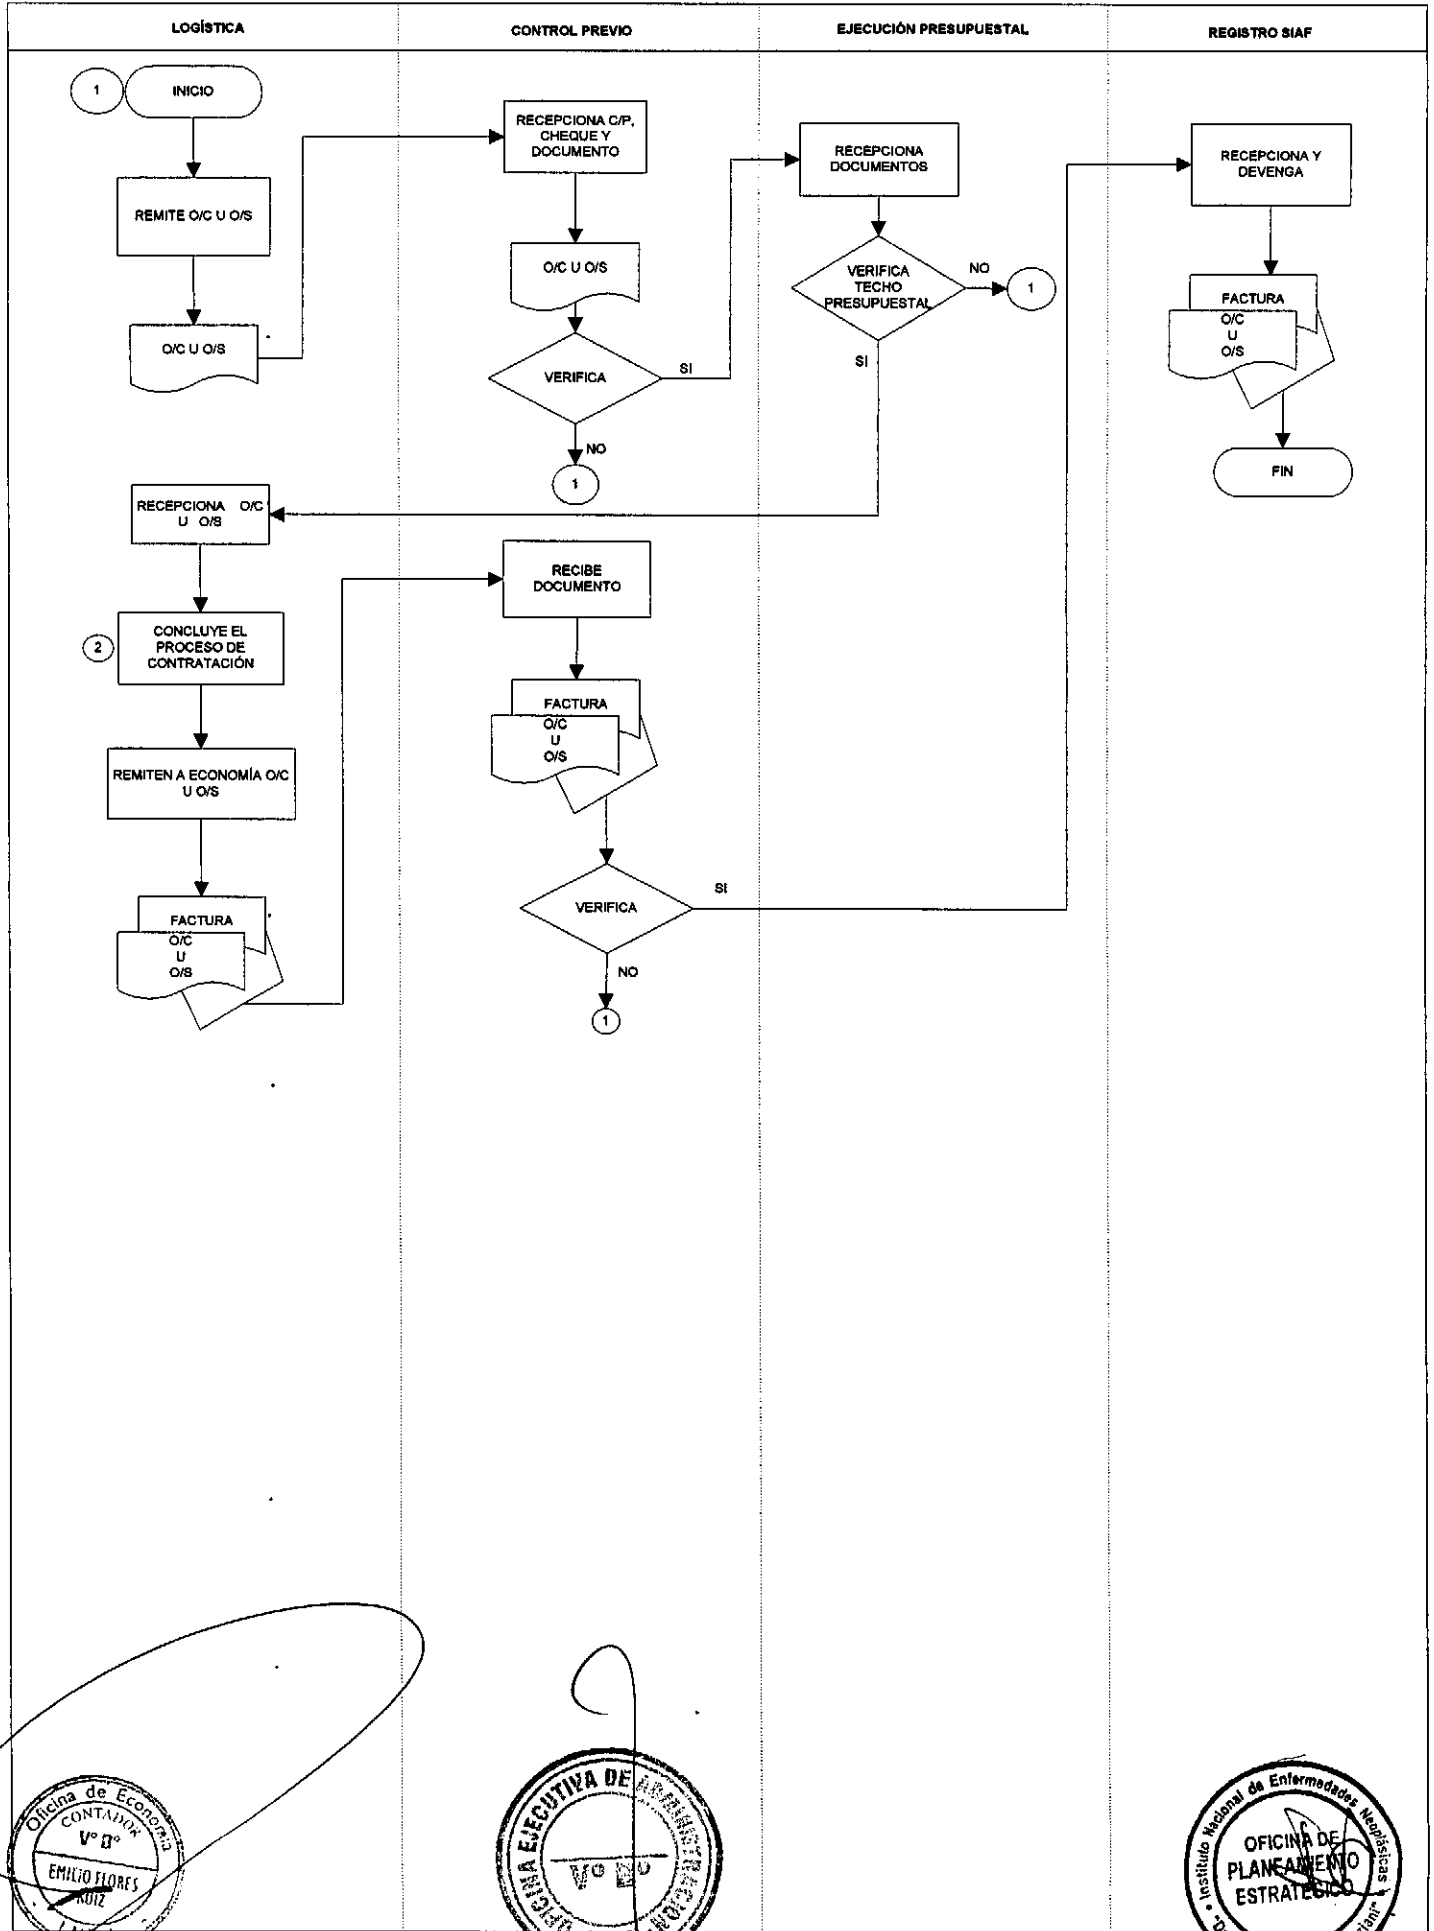 LOGÍSTICA
CONTROL PREVIO
EJECUCIÓN PRESUPUESTAL
REGISTRO SIAF
1
INICIO
REMITE O/C U O/S
O/C U O/S
RECEPCIONA C/P,
CHEQUE Y
DOCUMENTO
O/C U O/S
VERIFICA
SI
NO
1
RECEPCIONA
DOCUMENTOS
VERIFICA
TECHO
PRESUPUESTAL
NO
1
SI
RECEPCIONA Y
DEVENGA
FACTURA
O/C
U
O/S
FIN
RECEPCIONA O/C
U O/S
2
CONCLUYE EL
PROCESO DE
CONTRATACIÓN
REMITEN A ECONOMÍA O/C
U O/S
FACTURA
O/C
U
O/S
RECIBE
DOCUMENTO
FACTURA
O/C
U
O/S
VERIFICA
SI
NO
1
Oficina de Economía
CONTADOR
V° B°
EMILIO FLORES
RUIZ
OFICINA EJECUTIVA DE ADMINISTRACION
V° B°
Instituto Nacional de Enfermedades Neoplásicas
OFICINA DE
PLANEAMIENTO
ESTRATEGICO